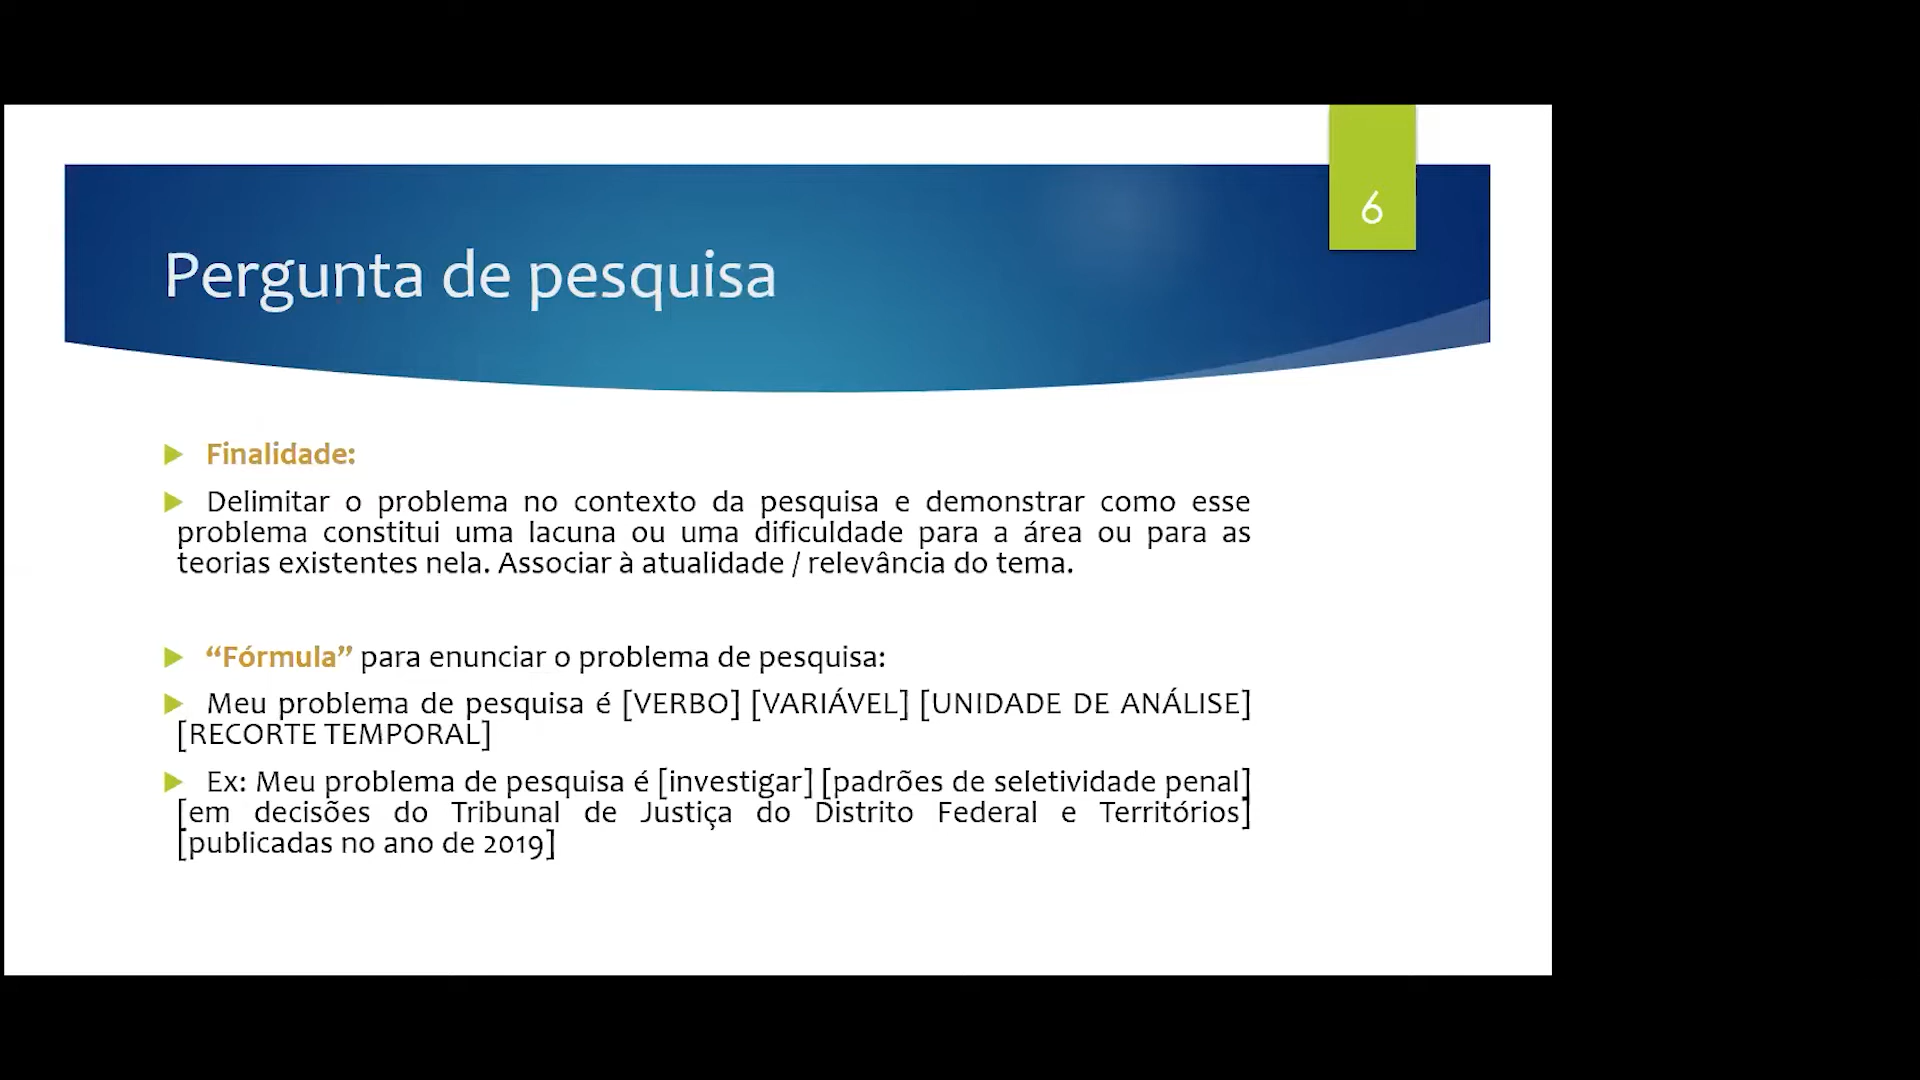 6
Pergunta de pesquisa
Finalidade:
Delimitar o problema no contexto da pesquisa e demonstrar como esse
problema constitui uma lacuna ou uma dificuldade para a área ou para as
teorias existentes nela. Associar à atualidade / relevância do tema.
“Fórmula” para enunciar o problema de pesquisa:
Meu problema de pesquisa é [VERBO] [VARIÁVEL] [UNIDADE DE ANÁLISE]
[RECORTE TEMPORAL]
Ex: Meu problema de pesquisa é [investigar] [padrões de seletividade penal]
[em decisões do Tribunal de Justiça do Distrito Federal e Territórios]
[publicadas no ano de 2019]